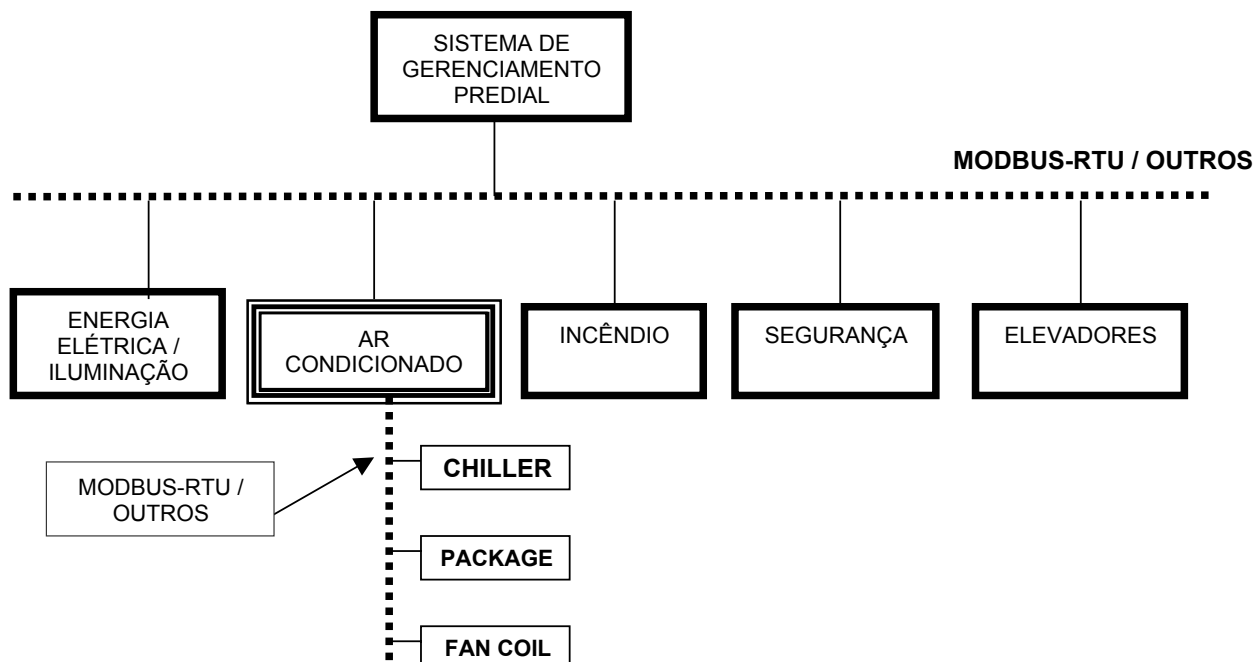 SISTEMA DE
GERENCIAMENTO
PREDIAL
MODBUS-RTU / OUTROS
ENERGIA
ELÉTRICA /
ILUMINAÇÃO
AR
CONDICIONADO
INCÊNDIO
SEGURANÇA
ELEVADORES
MODBUS-RTU /
OUTROS
CHILLER
PACKAGE
FAN COIL